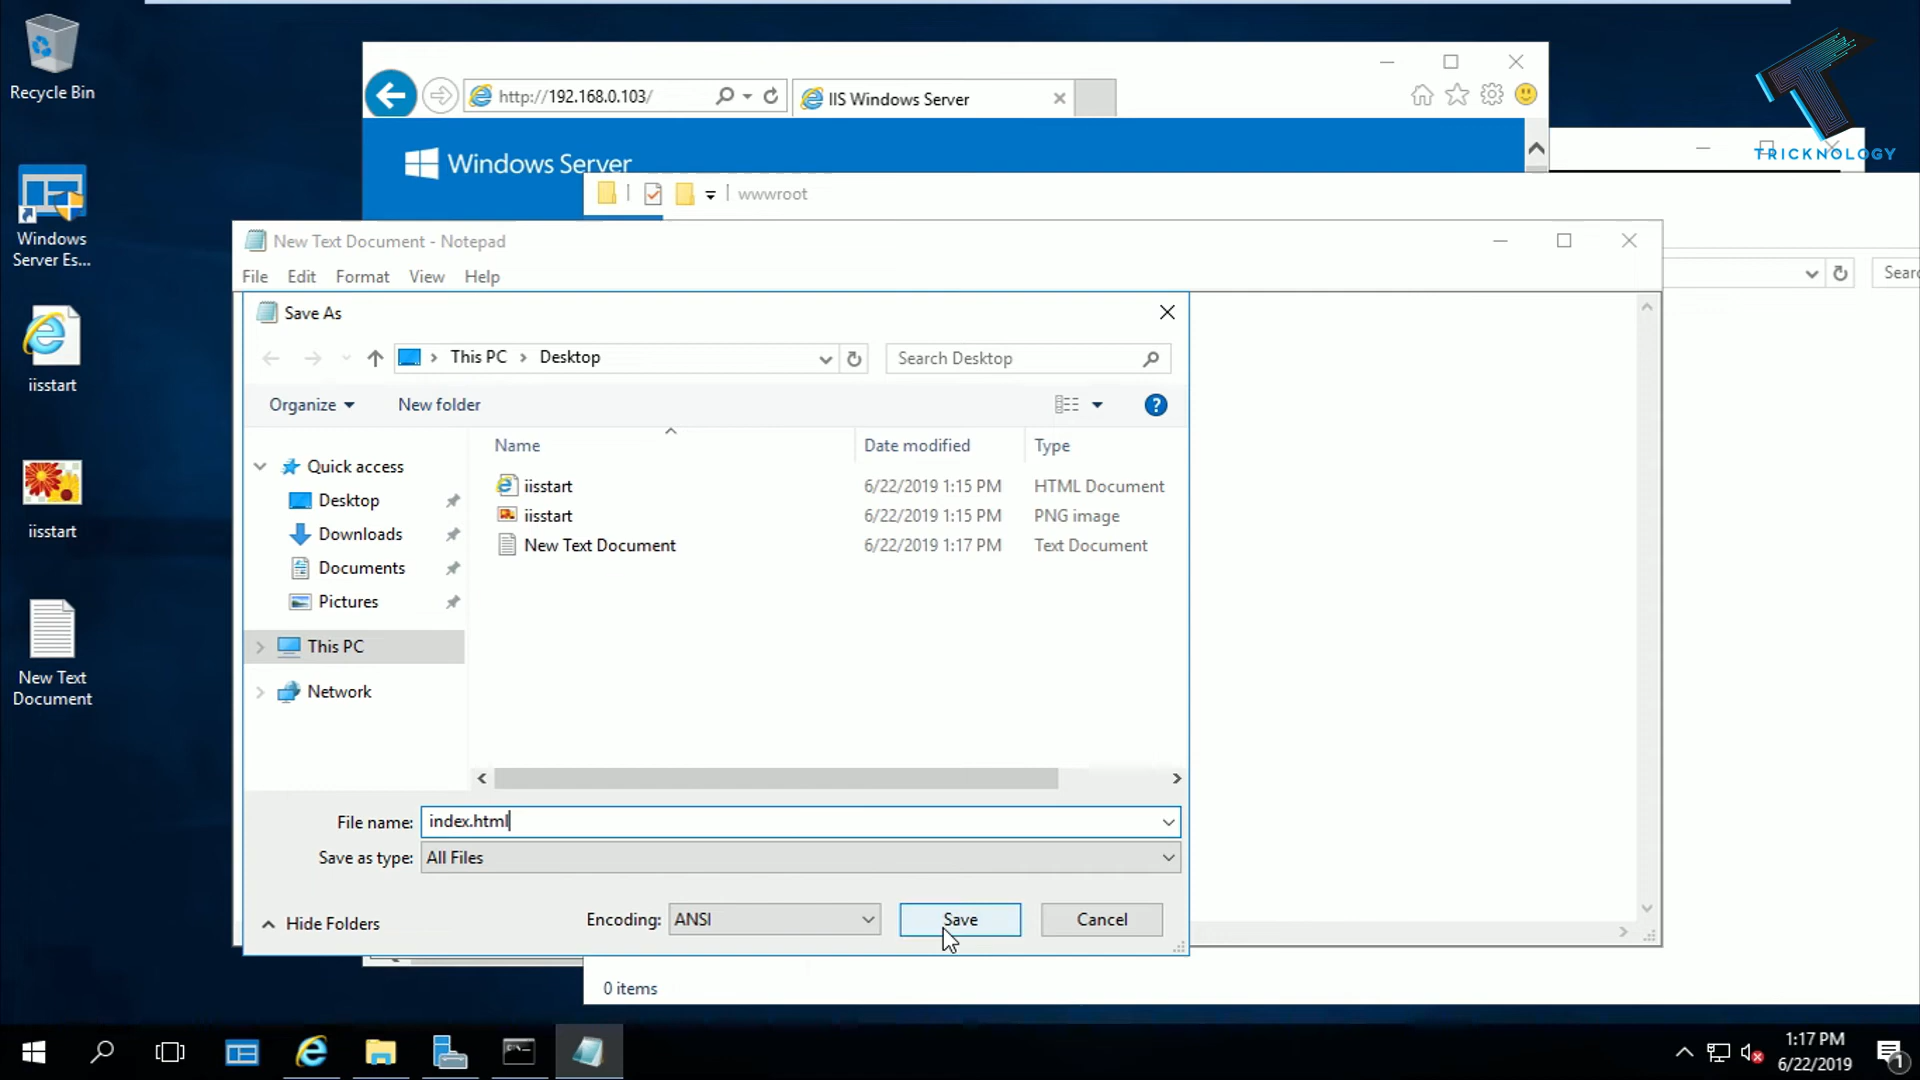 Recycle Bin
Windows
Server Es...
iisstart
iisstart
New Text
Document
http://192.168.0.103/
IIS Windows Server
Windows Server
TRICKNOLOGY
wwwroot
New Text Document - Notepad
File Edit Format View Help
Save As
This PC > Desktop
Search Desktop
Sear
Organize
New folder
Name
Date modified
Type
Quick access
Desktop
Downloads
Documents
Pictures
This PC
Network
iisstart 6/22/2019 1:15 PM HTML Document
iisstart 6/22/2019 1:15 PM PNG image
New Text Document 6/22/2019 1:17 PM Text Document
File name: index.html
Save as type: All Files
Hide Folders
Encoding: ANSI
Save
Cancel
0 items
1:17 PM
6/22/2019
1